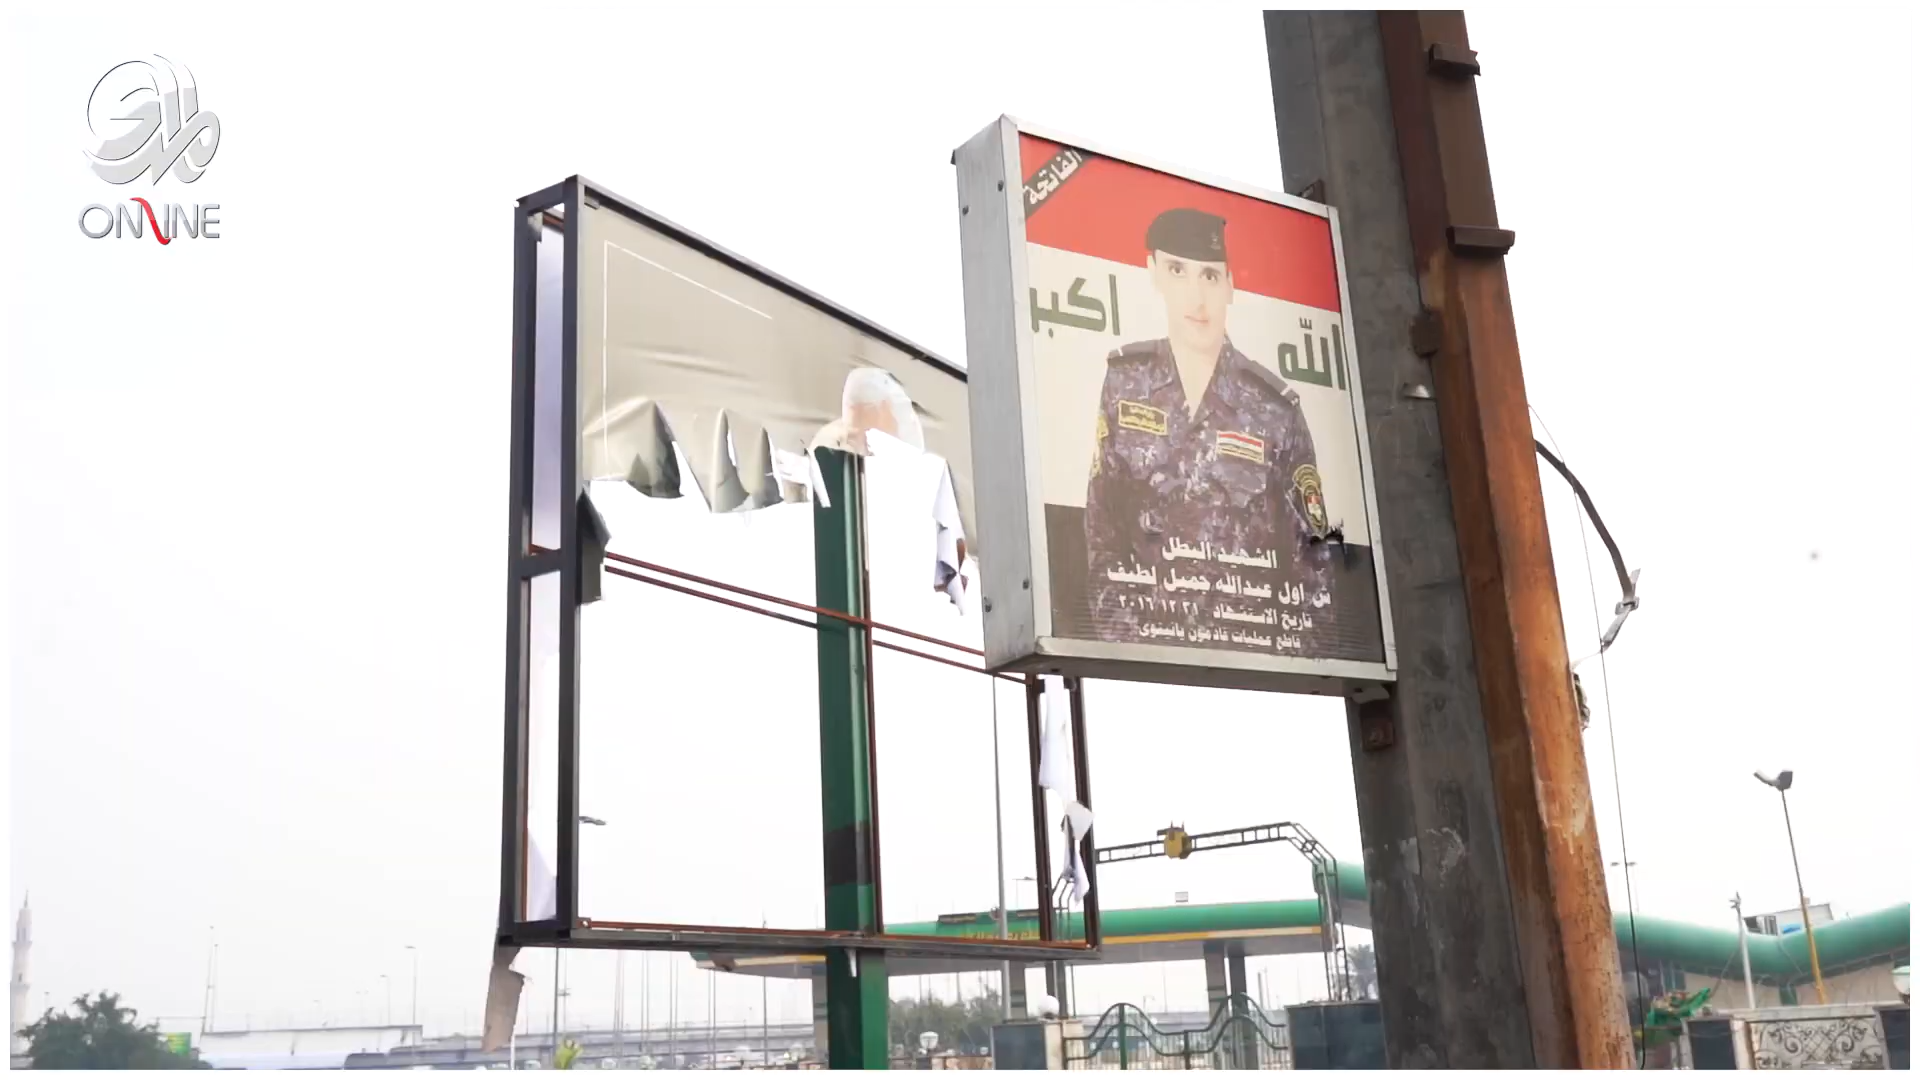 المدى
ONLINE
الفاتحة
الله اكبر
الشهيد البطل
ش اول عبدالله جميل لطيف
تاريخ الاستشهاد ٢٠١٦ ١٢ ٣١
قاطع عمليات قادمون يانينوى